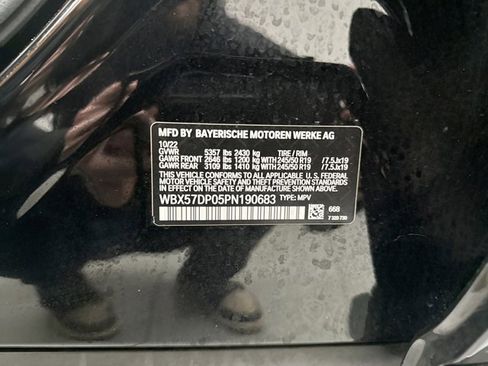 MFD BY BAYERISCHE MOTOREN WERKE AG
10/22
GVWR 5357 lbs 2430 kg TIRE / RIM
GAWR FRONT 2646 lbs 1200 kg WITH 245/50 R19 /7.5Jx19
GAWR REAR 3109 lbs 1410 kg WITH 245/50 R19 /7.5Jx19
THIS VEHICLE CONFORMS TO ALL APPLICABLE U.S. FEDERAL
MOTOR VEHICLE SAFETY AND THEFT PREVENTION STANDARDS
IN EFFECT ON THE DATE OF MANUFACTURE SHOWN ABOVE.
WBX57DP05PN190683 TYPE: MPV
668